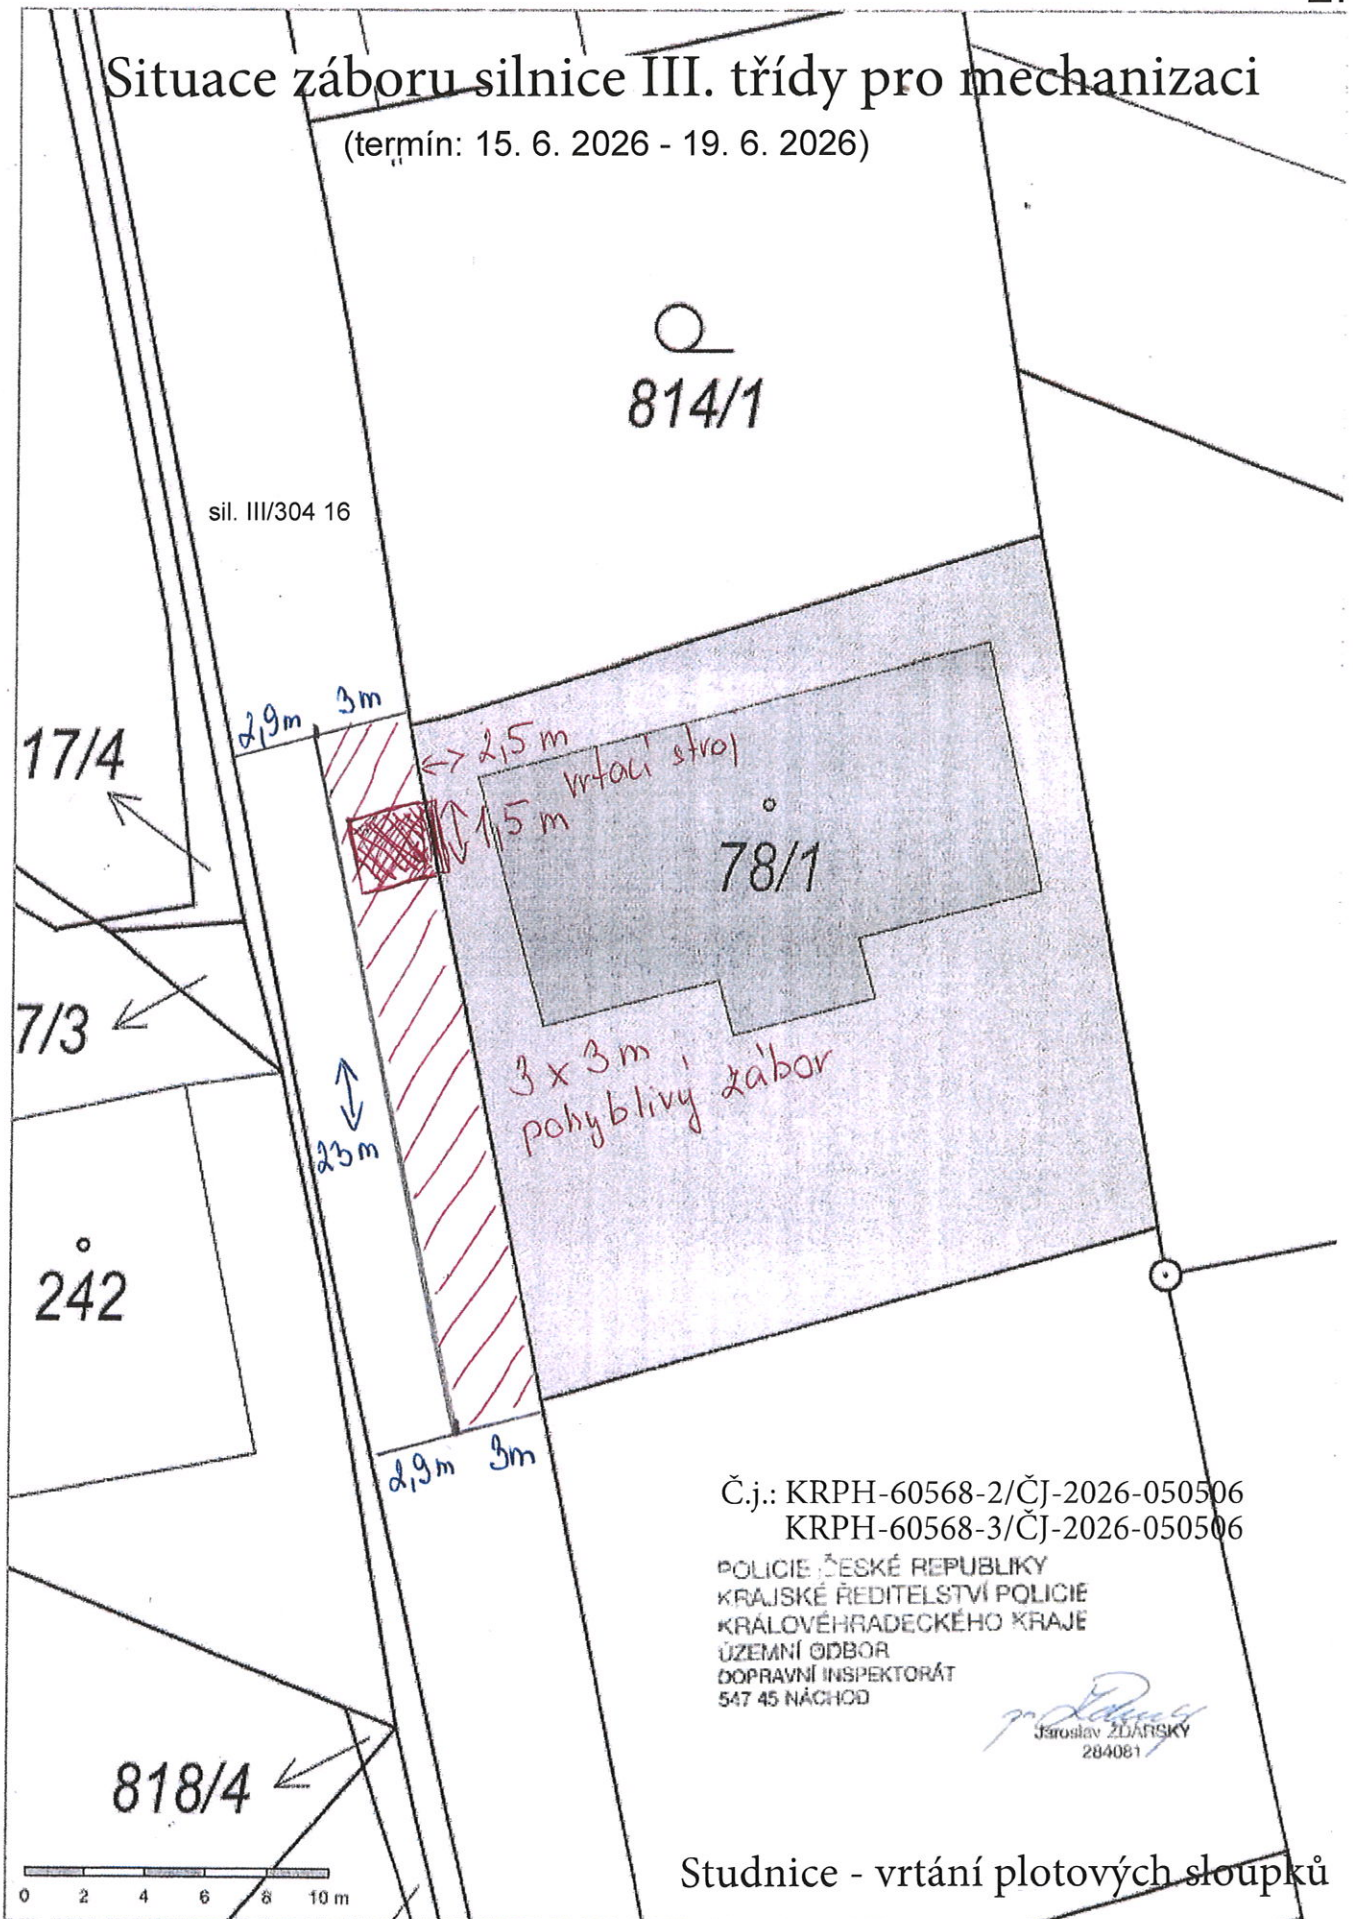 Situace záboru silnice III. třídy pro mechanizaci
(termín: 15. 6. 2026 - 19. 6. 2026)
814/1
sil. III/304 16
2,9m 3m
17/4
2,5 m
vrtací stroj
1,5 m
78/1
7/3
3 x 3 m
pohyblivý zábor
23m
242
2,9m 3m
Č.j.: KRPH-60568-2/ČJ-2026-050506
KRPH-60568-3/ČJ-2026-050506
POLICIE ČESKÉ REPUBLIKY
KRAJSKÉ ŘEDITELSTVÍ POLICIE
KRÁLOVÉHRADECKÉHO KRAJE
ÚZEMNÍ ODBOR
DOPRAVNÍ INSPEKTORÁT
547 45 NÁCHOD
Jaroslav ŽĎÁRSKÝ
284081
818/4
0 2 4 6 8 10 m
Studnice - vrtání plotových sloupků